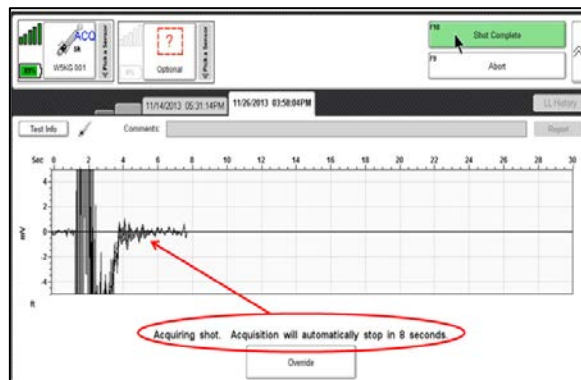 ACQ
5k
W5KG 001
Pick a Sensor
?
Optional
Pick a Sensor
F10
Shot Complete
F9
Abort
11/14/2013 05:31:14PM
11/26/2013 03:58:04PM
LL History
Test Info
Comments:
Report
Sec 0 2 4 6 8 10 12 14 16 18 20 22 24 26 28 30
4
2
mV
0
-2
-4
ft
Acquiring shot. Acquisition will automatically stop in 8 seconds.
Override